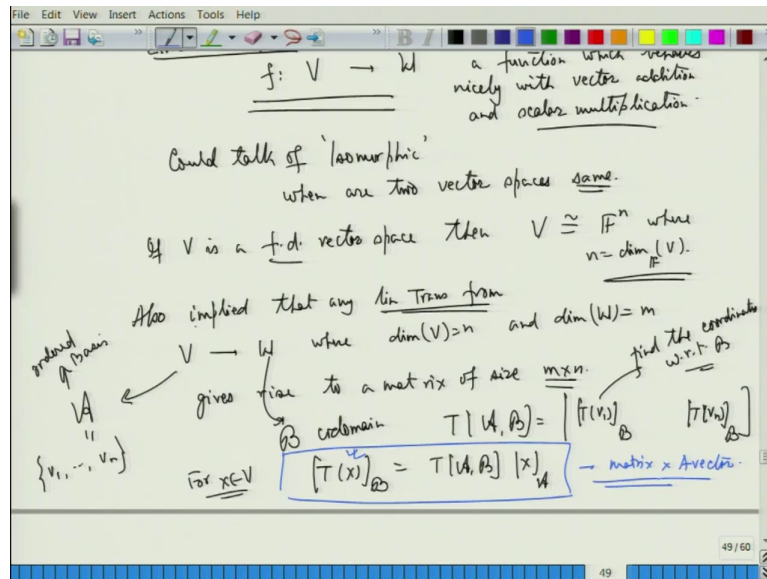 File Edit View Insert Actions Tools Help
f: V → W a function which behaves
nicely with vector addition
and scalar multiplication.
Could talk of 'Isomorphic'
when are two vector spaces same.
If V is a f.d. vector space then V ≅ 𝔽ⁿ where
n = dim_𝔽 (V).
Also implied that any lin Trans from
V → W where dim(V)=n and dim(W)=m
gives rise to a matrix of size m×n.
ordered Basis
A
=
{v₁, ..., vₙ}
find the coordinates
w.r.t. B
B codomain T[A, B] = [[T(v₁)]_B [T(vₙ)]_B]
For x∈V [T(x)]_B = T[A, B] [x]_A → matrix × A vector.
49/60
49